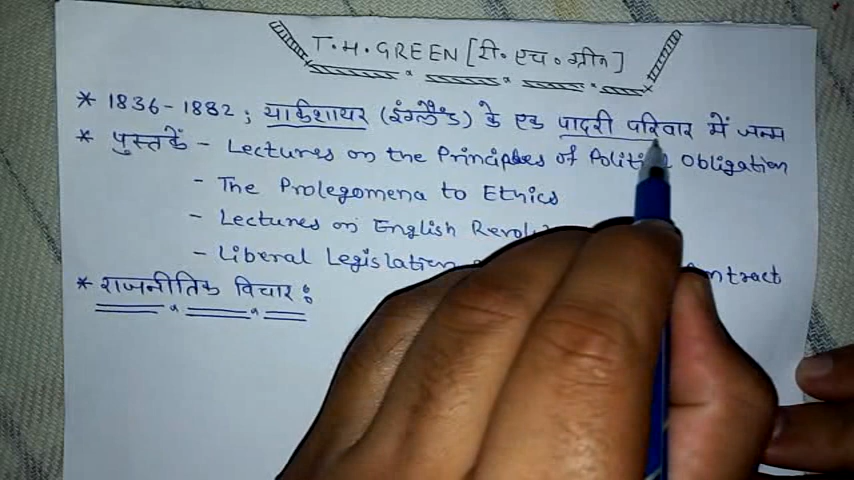 T.H.GREEN [टी. एच. ग्रीन]
* 1836-1882; यार्कशायर (इंग्लैंड) के एक पादरी परिवार में जन्म
* पुस्तकें - Lectures on the Principles of Obligation
- The Prolegomena to Ethics
- Lectures on English
- Liberal Legislation
* राजनीतिक विचार :